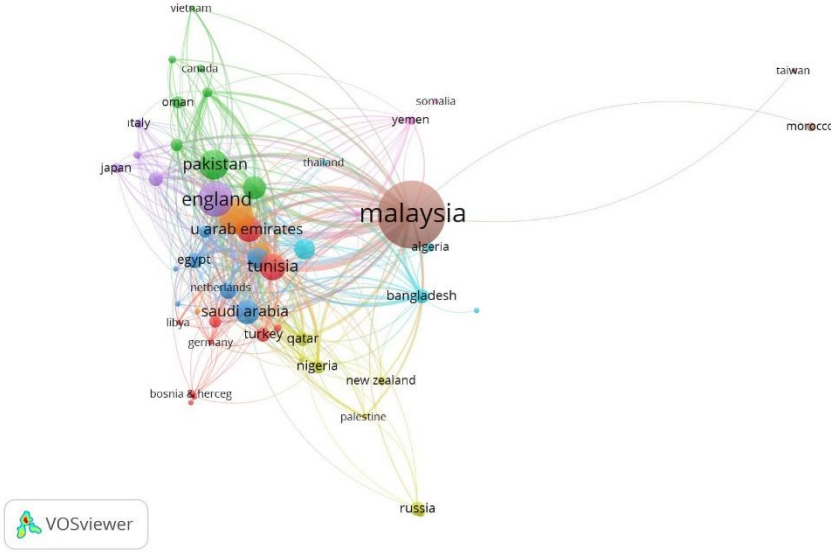 vietnam
canada
taiwan
oman
somalia
italy
yemen
morocco
pakistan
thailand
japan
england
malaysia
u arab emirates
algeria
egypt
tunisia
netherlands
bangladesh
saudi arabia
libya
turkey
qatar
germany
nigeria
new zealand
bosnia & herceg
palestine
russia
VOSviewer